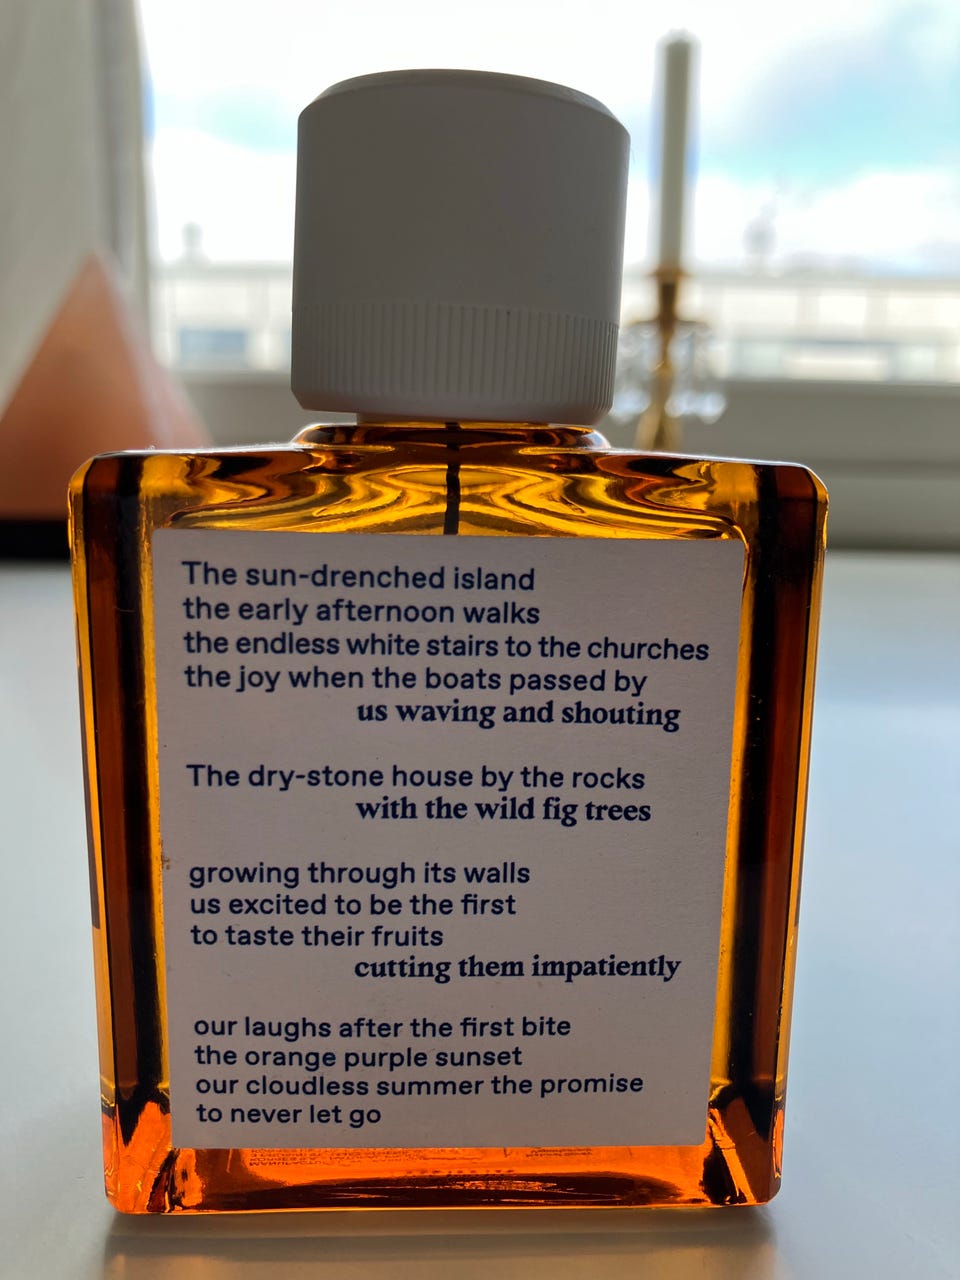 The sun-drenched island
the early afternoon walks
the endless white stairs to the churches
the joy when the boats passed by
us waving and shouting
The dry-stone house by the rocks
with the wild fig trees
growing through its walls
us excited to be the first
to taste their fruits
cutting them impatiently
our laughs after the first bite
the orange purple sunset
our cloudless summer the promise
to never let go